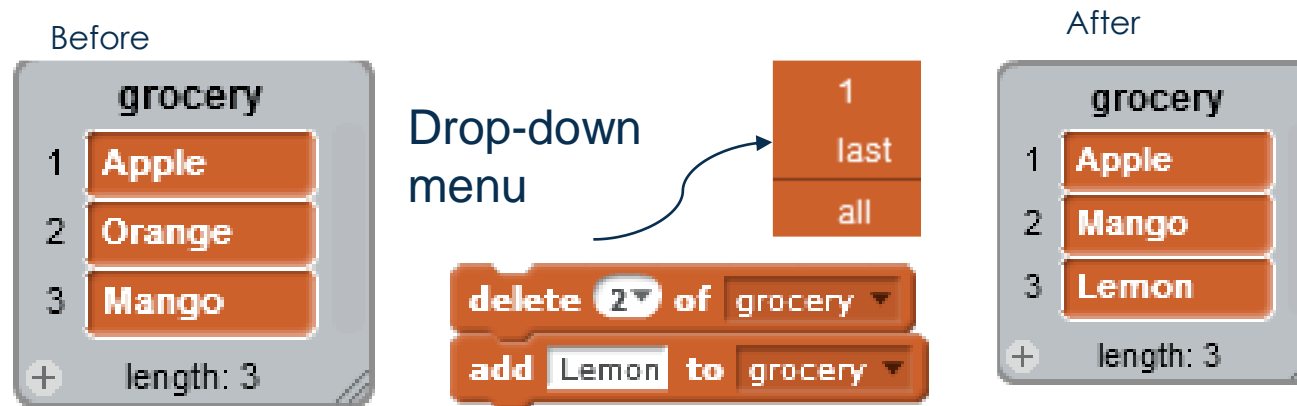 Before
grocery
1 Apple
2 Orange
3 Mango
+ length: 3
Drop-down
menu
1
last
all
delete 2 of grocery
add Lemon to grocery
After
grocery
1 Apple
2 Mango
3 Lemon
+ length: 3